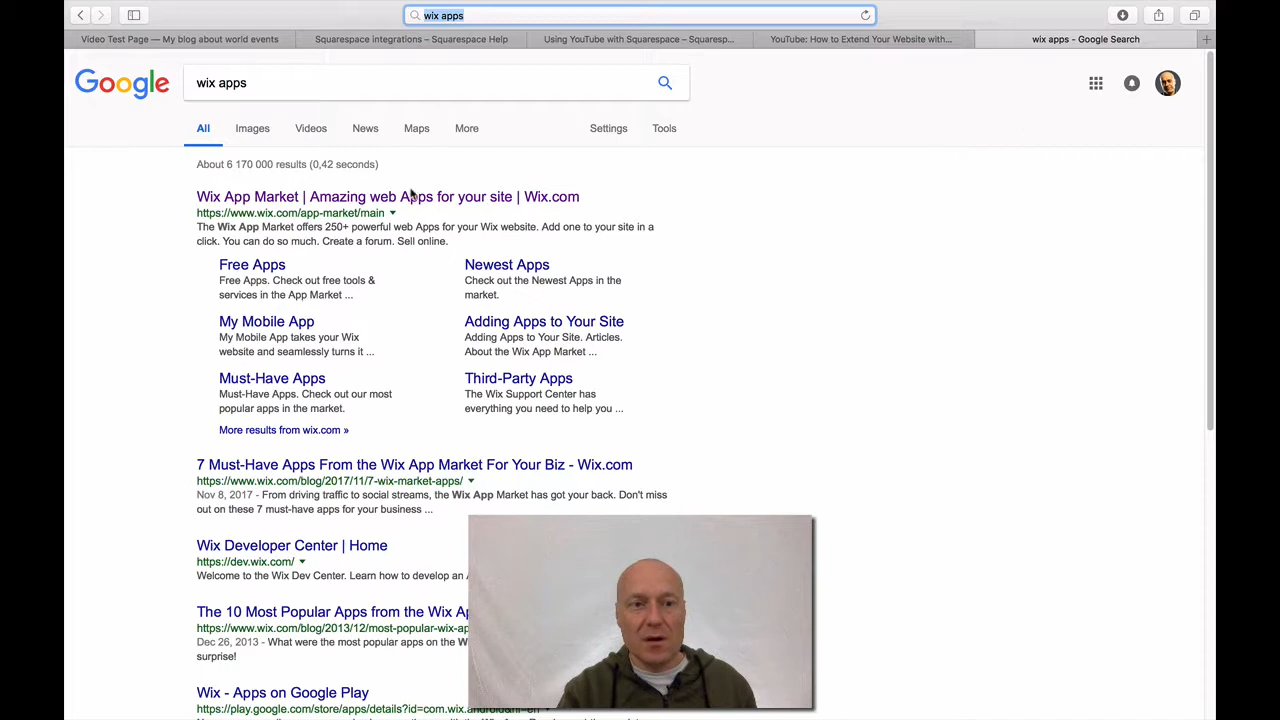 wix apps
Video Test Page — My blog about world events
Squarespace integrations – Squarespace Help
Using YouTube with Squarespace – Squaresp...
YouTube: How to Extend Your Website with...
wix apps - Google Search
Google
wix apps
All Images Videos News Maps More Settings Tools
About 6 170 000 results (0,42 seconds)
Wix App Market | Amazing web Apps for your site | Wix.com
https://www.wix.com/app-market/main
The Wix App Market offers 250+ powerful web Apps for your Wix website. Add one to your site in a
click. You can do so much. Create a forum. Sell online.
Free Apps
Free Apps. Check out free tools &
services in the App Market ...
Newest Apps
Check out the Newest Apps in the
market.
My Mobile App
My Mobile App takes your Wix
website and seamlessly turns it ...
Adding Apps to Your Site
Adding Apps to Your Site. Articles.
About the Wix App Market ...
Must-Have Apps
Must-Have Apps. Check out our most
popular apps in the market.
Third-Party Apps
The Wix Support Center has
everything you need to help you ...
More results from wix.com »
7 Must-Have Apps From the Wix App Market For Your Biz - Wix.com
https://www.wix.com/blog/2017/11/7-wix-market-apps/
Nov 8, 2017 - From driving traffic to social streams, the Wix App Market has got your back. Don't miss
out on these 7 must-have apps for your business ...
Wix Developer Center | Home
https://dev.wix.com/
Welcome to the Wix Dev Center. Learn how to develop an
The 10 Most Popular Apps from the Wix Ap
https://www.wix.com/blog/2013/12/most-popular-wix-ap
Dec 26, 2013 - What were the most popular apps on the W
surprise!
Wix - Apps on Google Play
https://play.google.com/store/apps/details?id=com.wix.